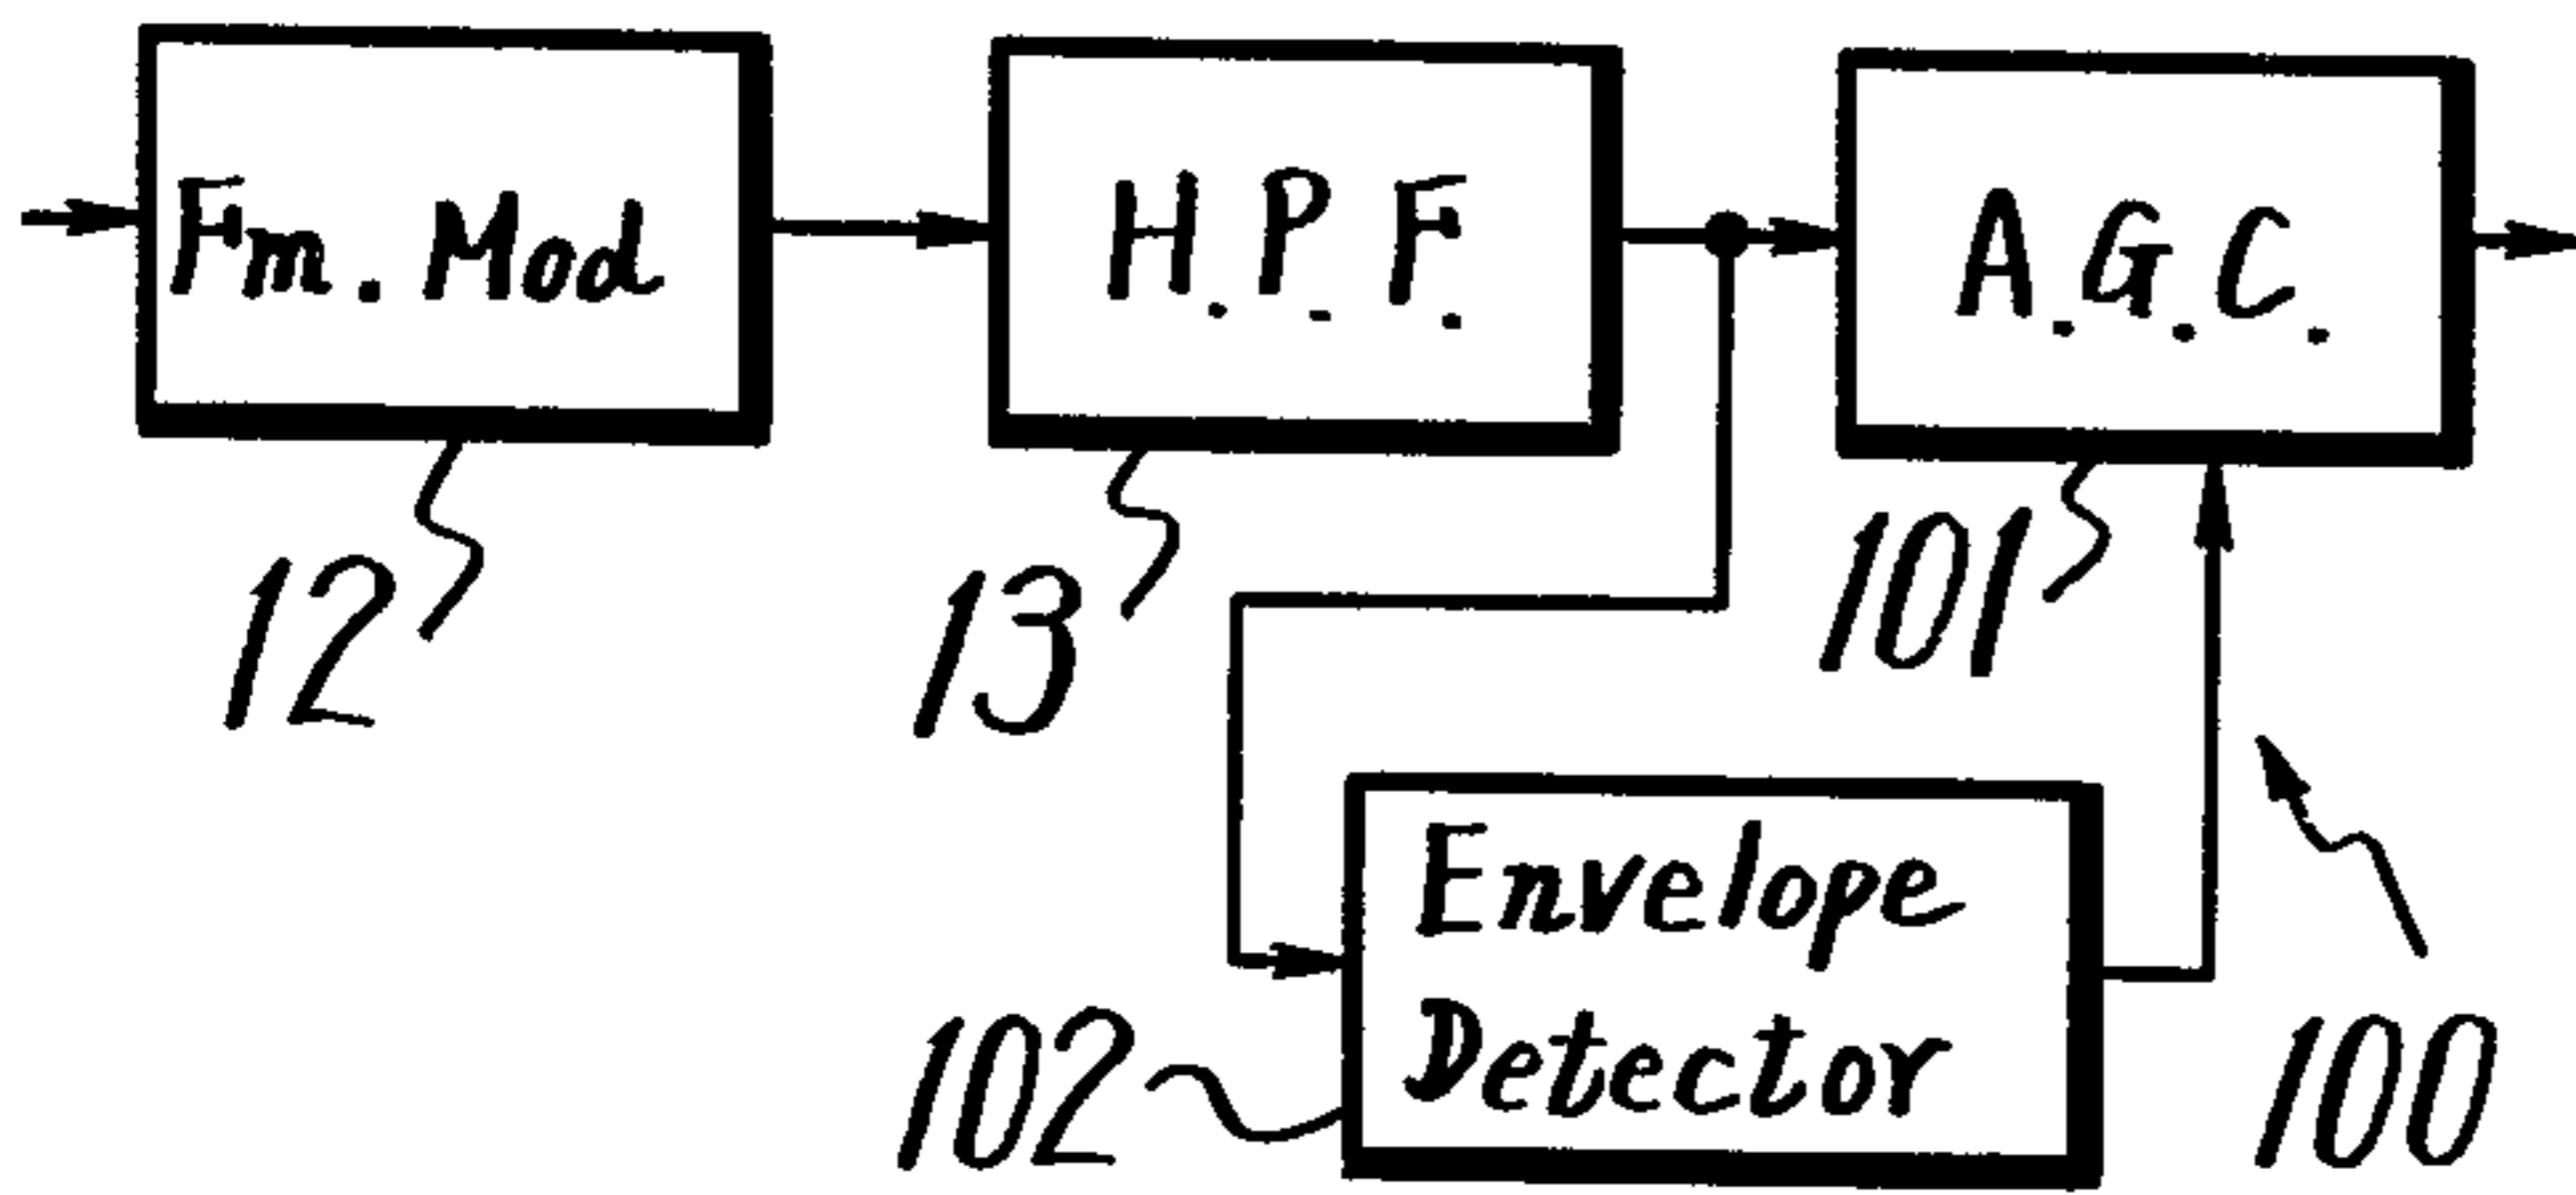 Fm. Mod
H.P.F.
A.G.C.
12
13
101
Envelope
Detector
102
100